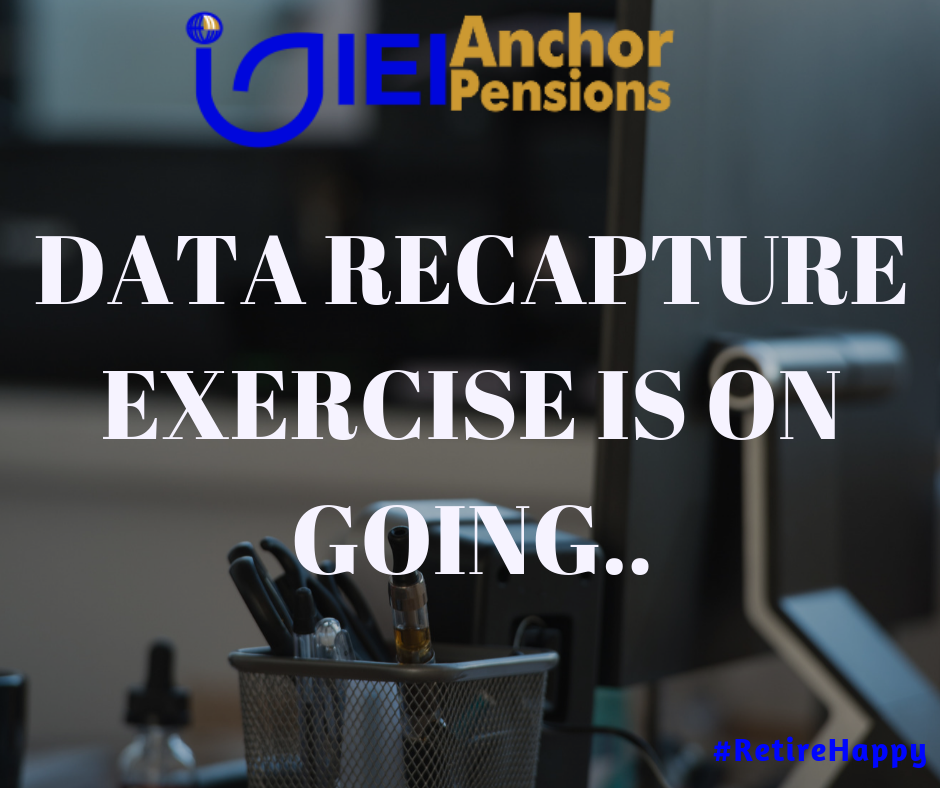 IEI Anchor
Pensions
DATA RECAPTURE
EXERCISE IS ON
GOING..
#RetireHappy